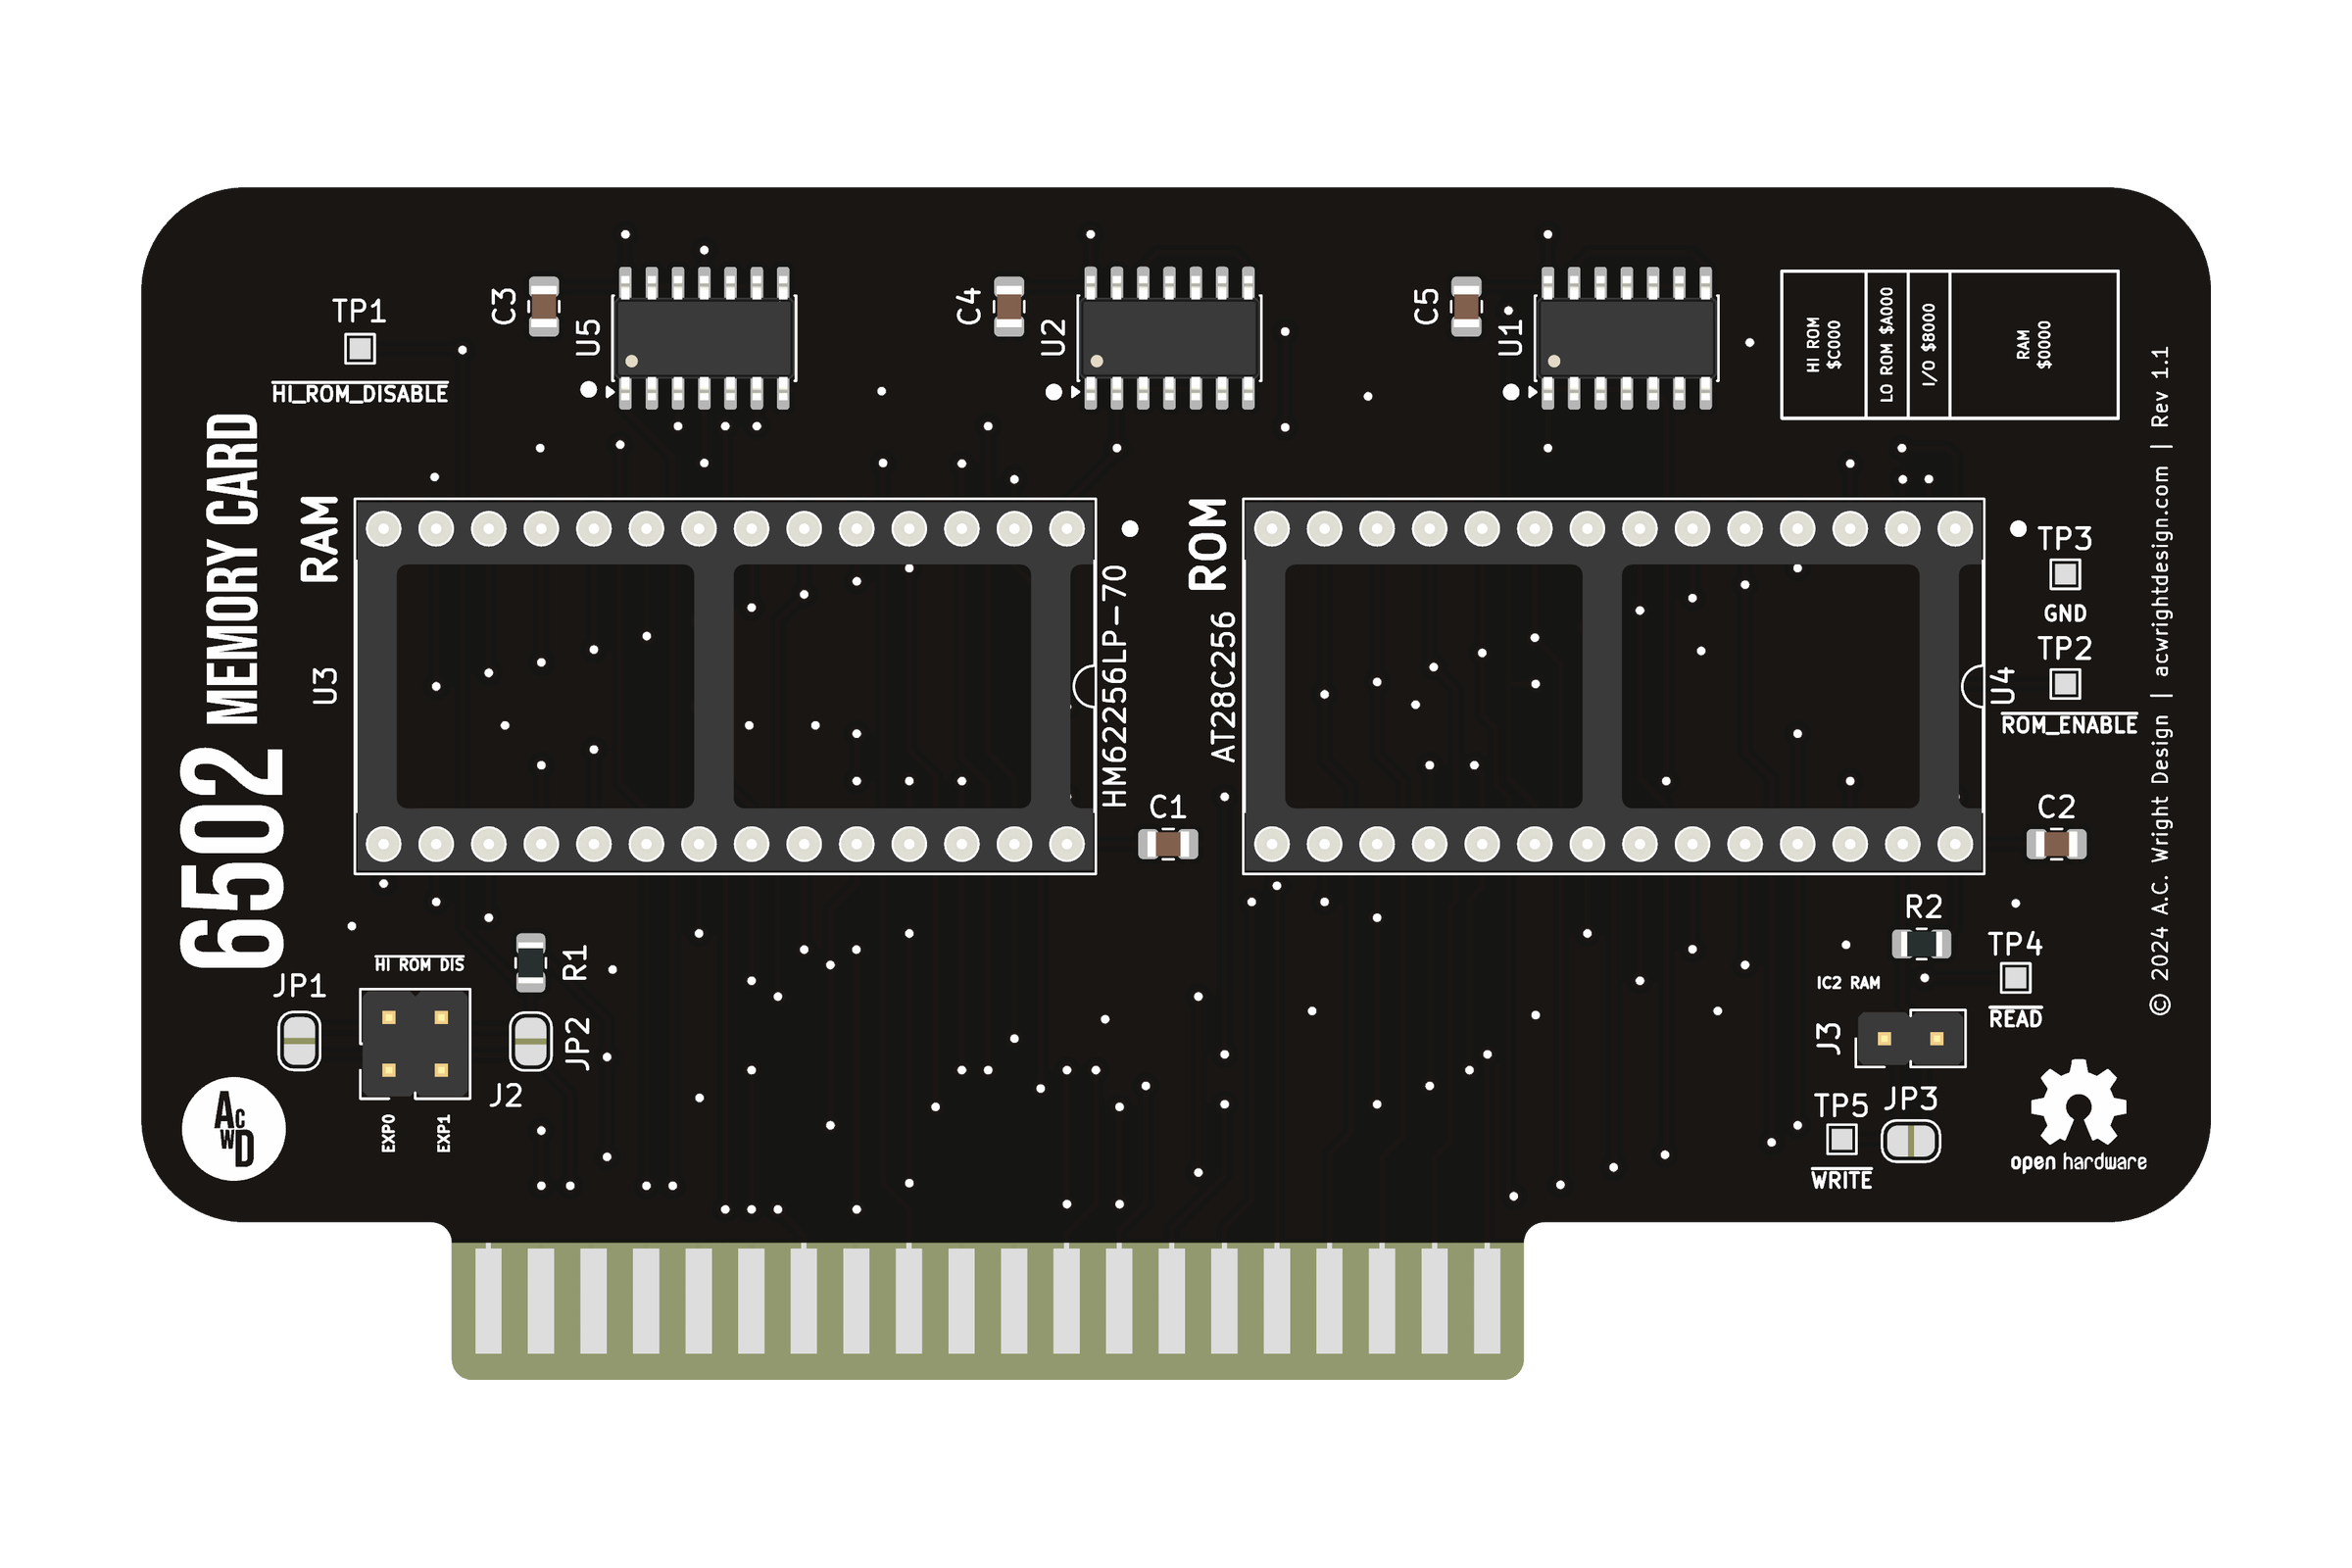 6502 MEMORY CARD
TP1
HI_ROM_DISABLE
C3
U5
C4
U2
C5
U1
HI ROM
$C000
LO ROM $A000
I/O $8000
RAM
$0000
RAM
U3
HM62256LP-70
ROM
AT28C256
U4
TP3
GND
TP2
ROM_ENABLE
C1
C2
© 2024 A.C. Wright Design | acwrightdesign.com | Rev 1.1
HI ROM DIS
JP1
R1
JP2
J2
EXP0
EXP1
ACWD
R2
TP4
READ
IC2 RAM
J3
TP5
JP3
WRITE
open hardware